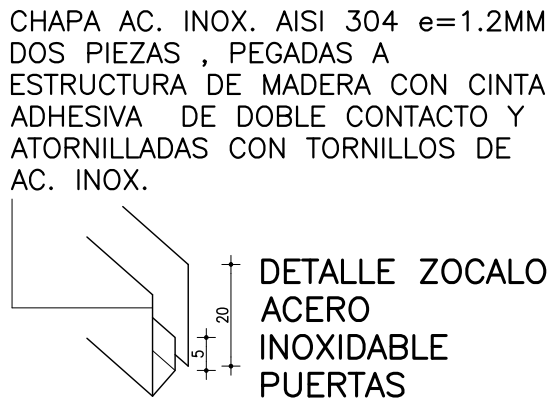 CHAPA AC. INOX. AISI 304 e=1.2MM
DOS PIEZAS , PEGADAS A
ESTRUCTURA DE MADERA CON CINTA
ADHESIVA DE DOBLE CONTACTO Y
ATORNILLADAS CON TORNILLOS DE
AC. INOX.
DETALLE ZOCALO
ACERO
INOXIDABLE
PUERTAS
20
5